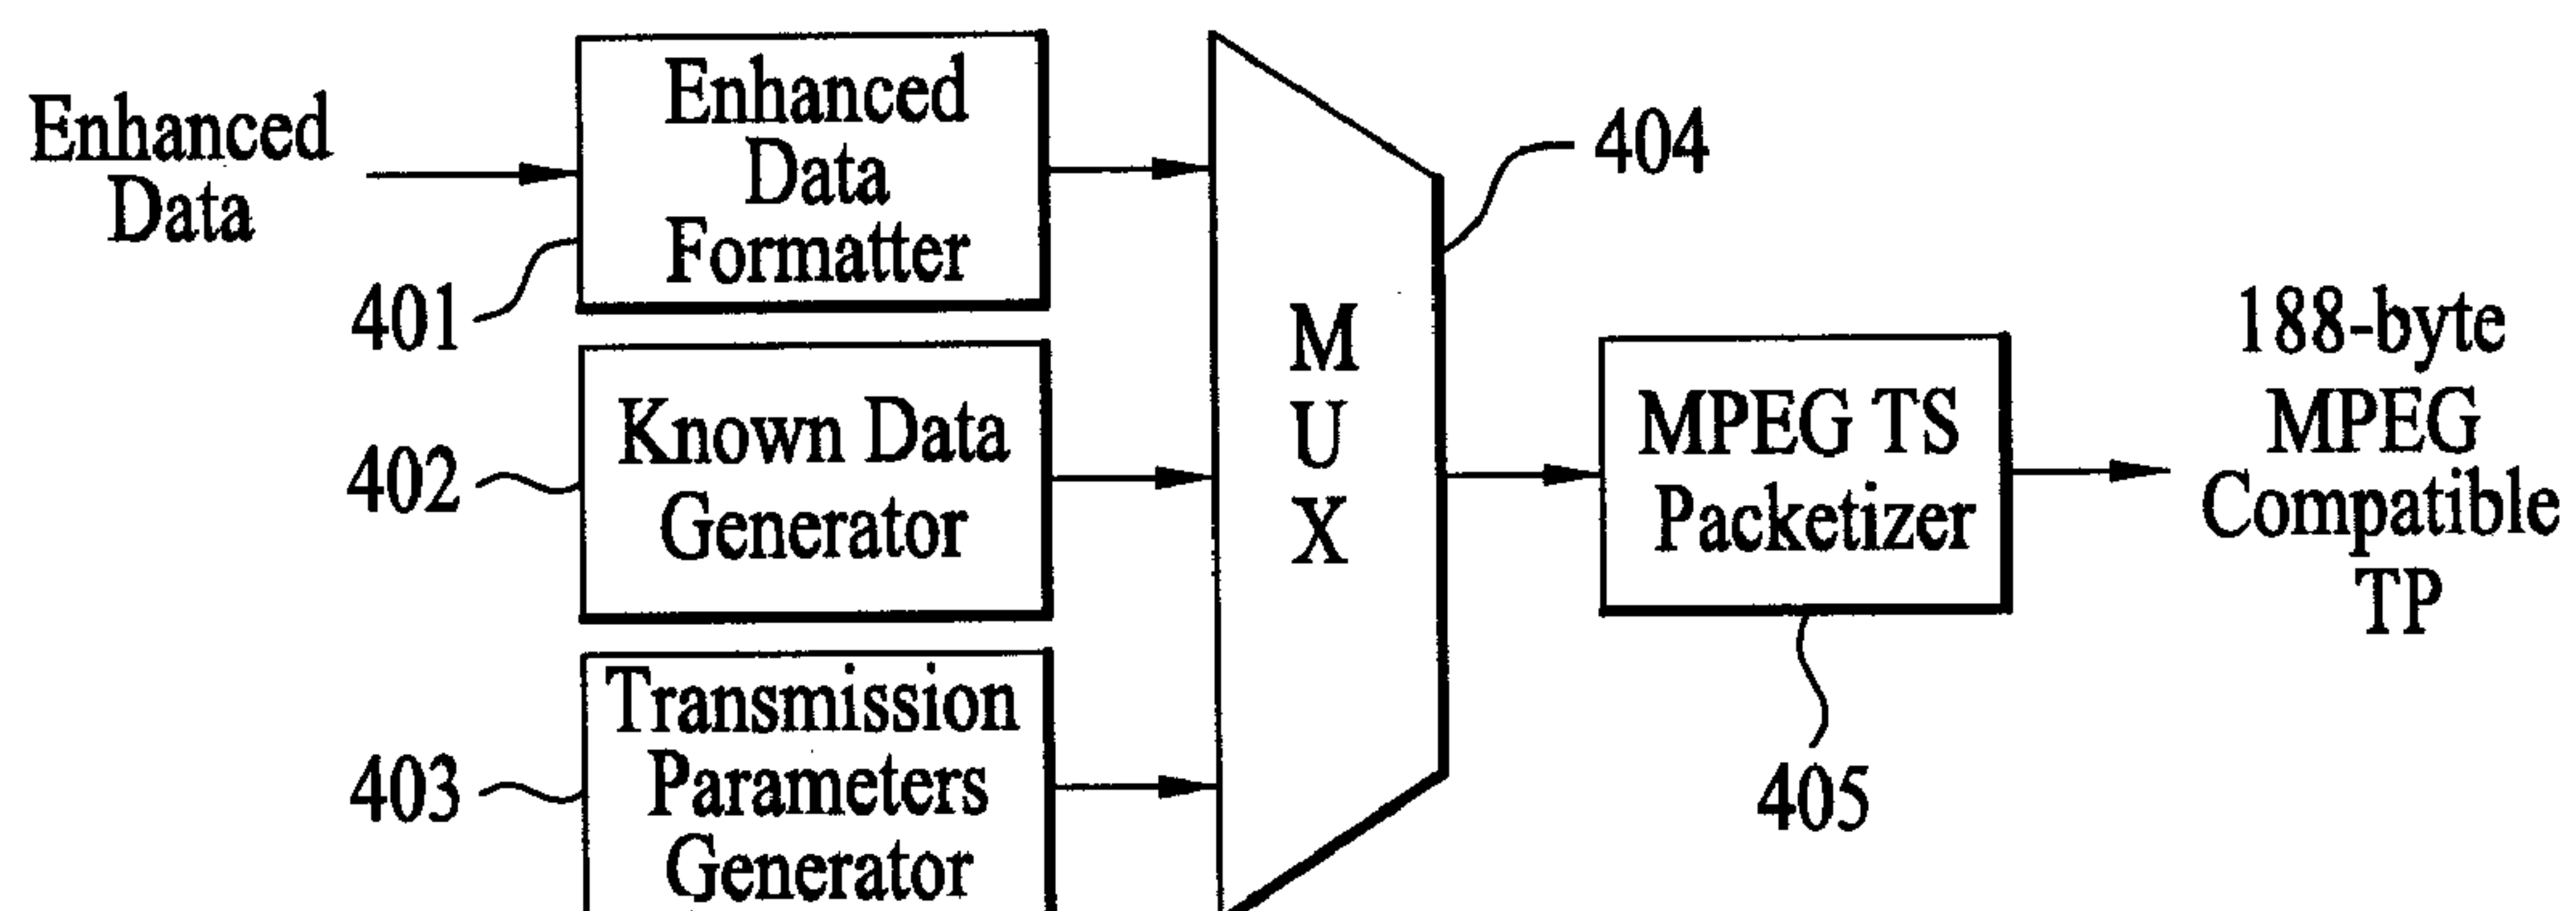 Enhanced
Data
401
Enhanced
Data
Formatter
402
Known Data
Generator
403
Transmission
Parameters
Generator
M
U
X
404
MPEG TS
Packetizer
405
188-byte
MPEG
Compatible
TP